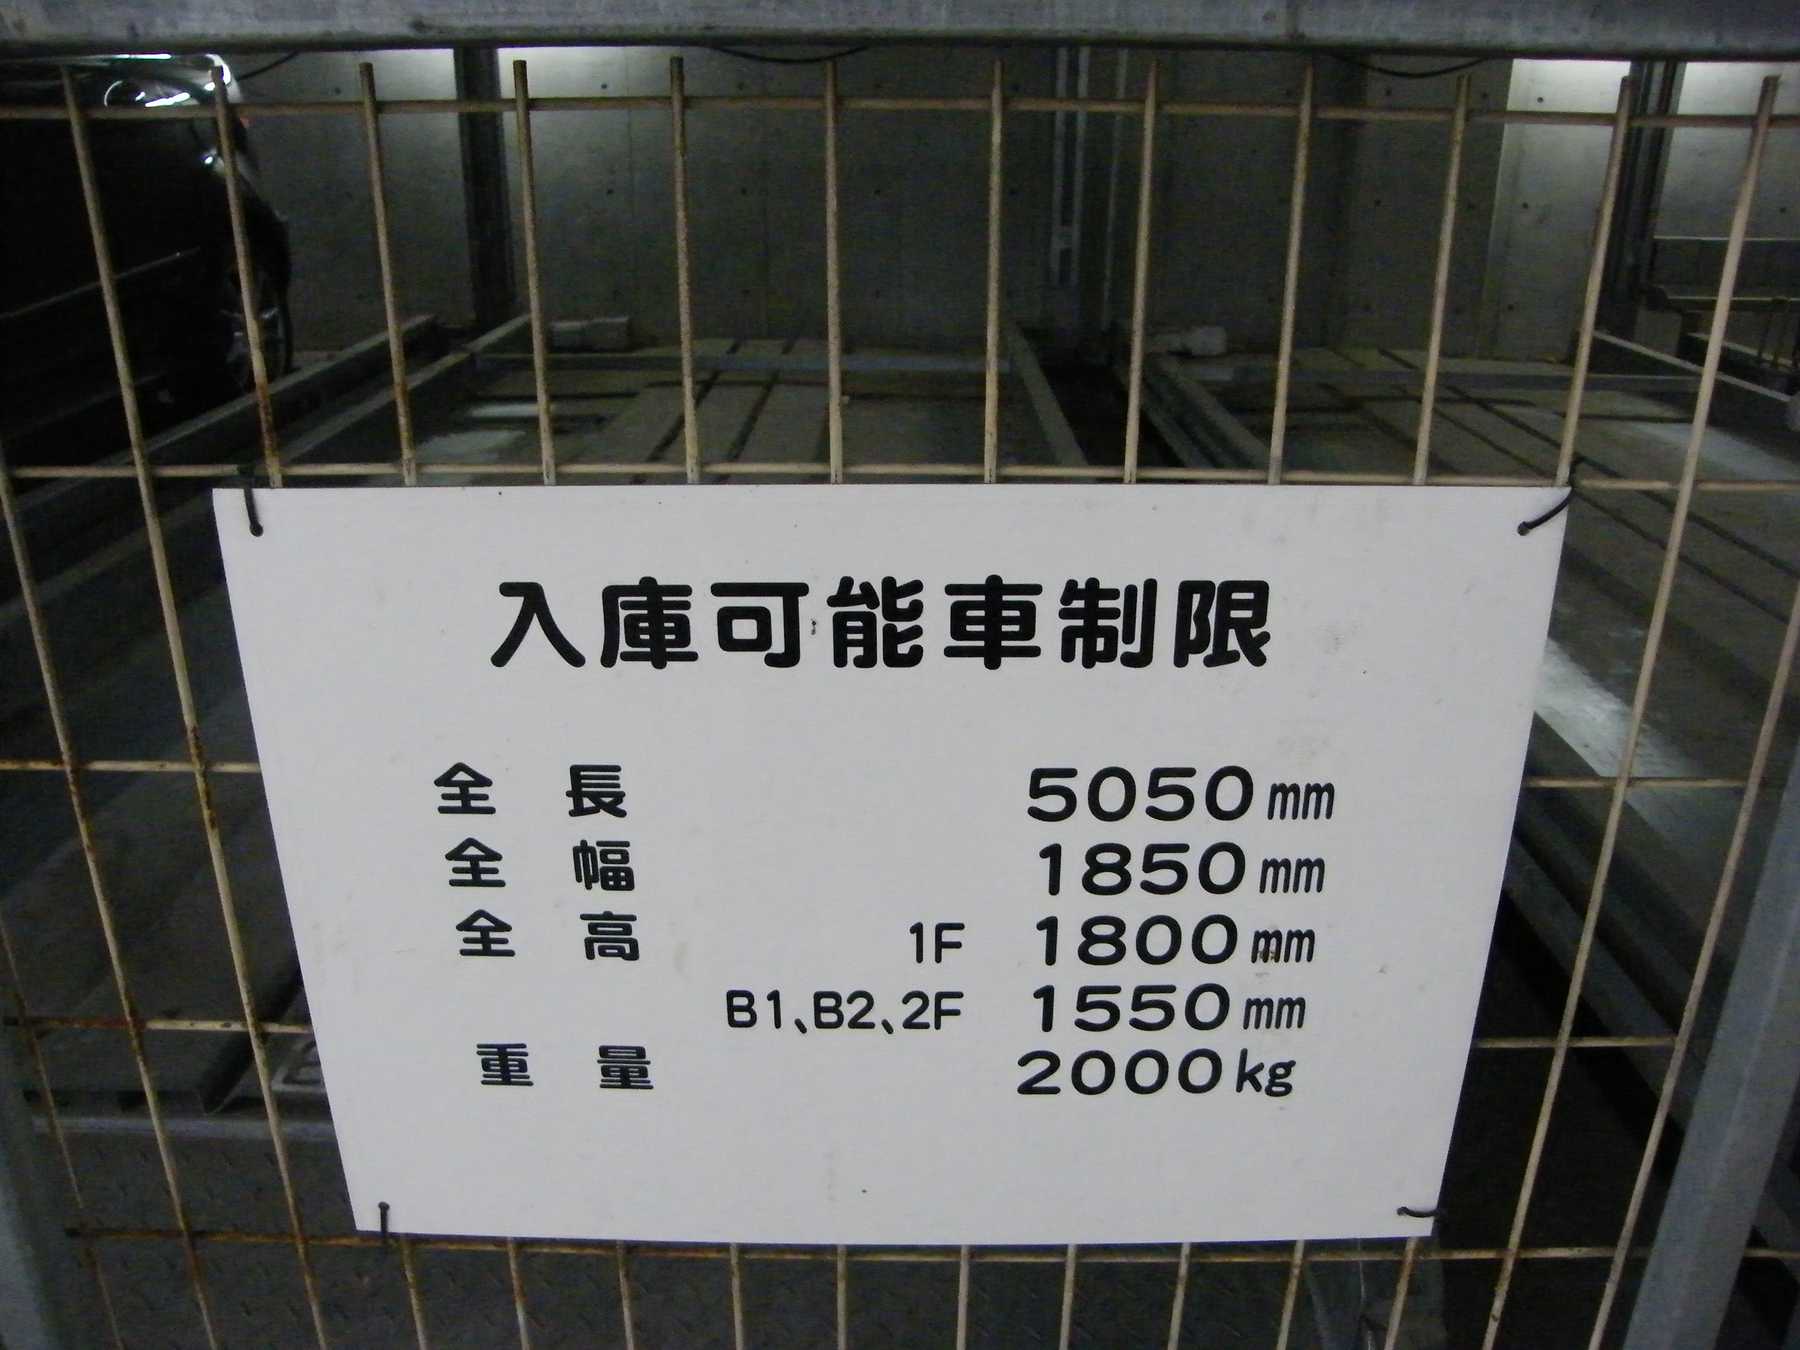 入庫可能車制限
全長 5050mm
全幅 1850mm
全高 1F 1800mm
B1、B2、2F 1550mm
重量 2000kg